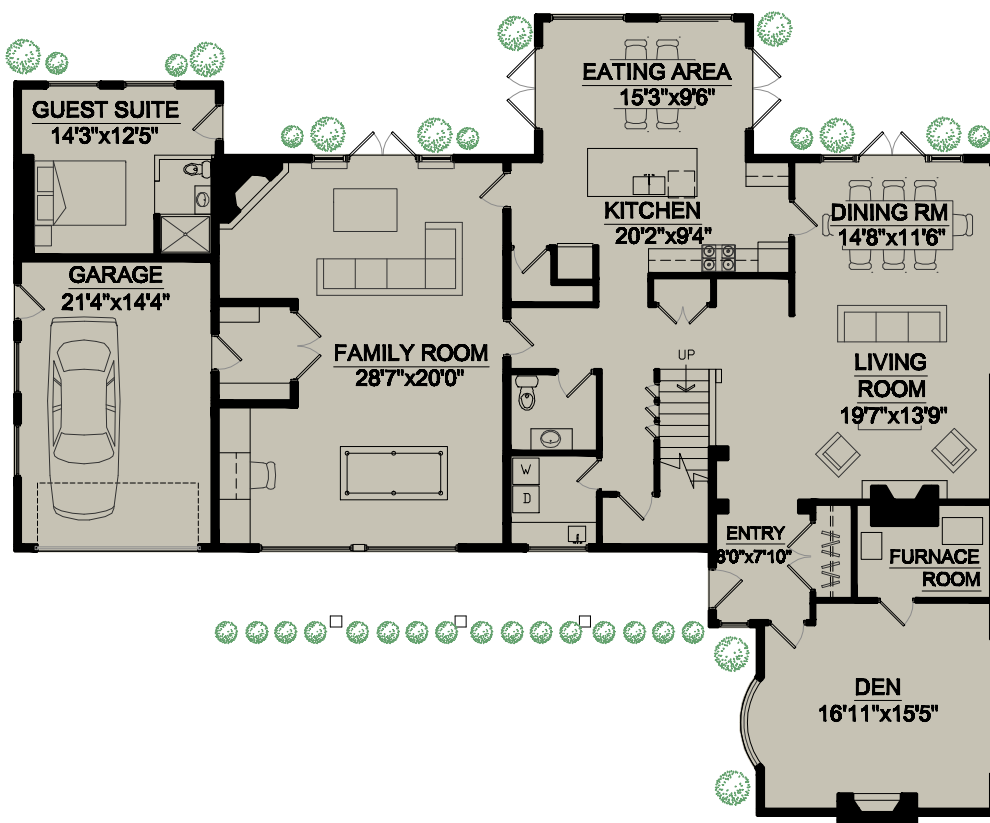 EATING AREA
15'3"x9'6"
GUEST SUITE
14'3"x12'5"
KITCHEN
20'2"x9'4"
DINING RM
14'8"x11'6"
GARAGE
21'4"x14'4"
FAMILY ROOM
28'7"x20'0"
UP
LIVING
ROOM
19'7"x13'9"
W
D
ENTRY
8'0"x7'10"
FURNACE
ROOM
DEN
16'11"x15'5"